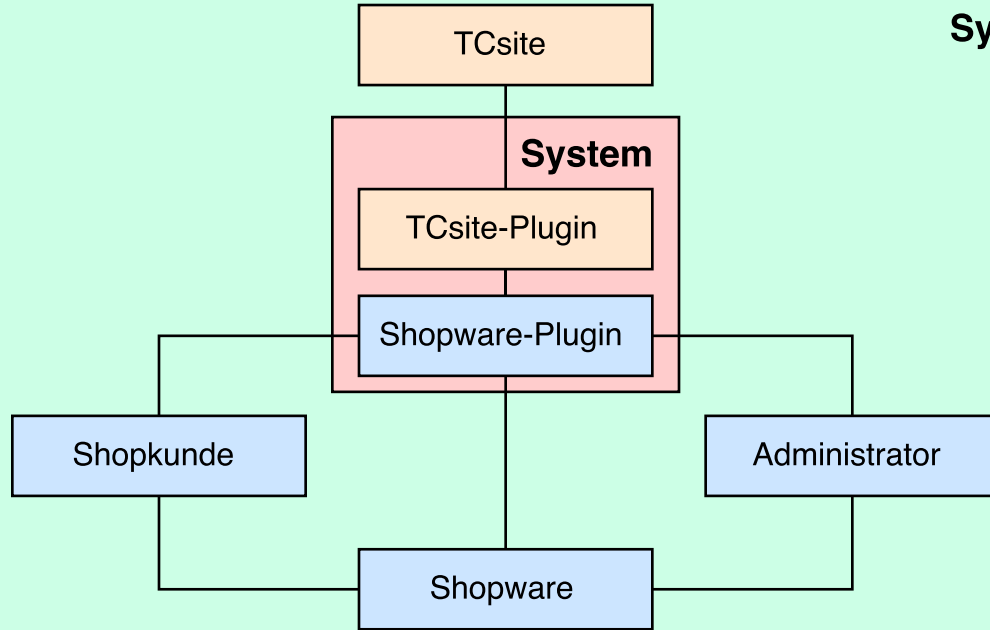 TCsite
System
TCsite-Plugin
Shopware-Plugin
Shopkunde
Administrator
Shopware